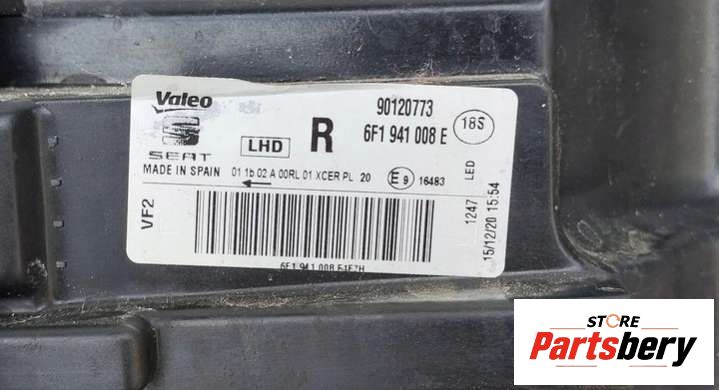 Valeo
90120773
18S
SEAT
LHD
R
6F1 941 008 E
MADE IN SPAIN
01 1b 02 A 00RL 01 XCER PL 20
E9 16483
VF2
LED
1247
15/12/20 15:54
6F1 941 008
STORE
Partsbery